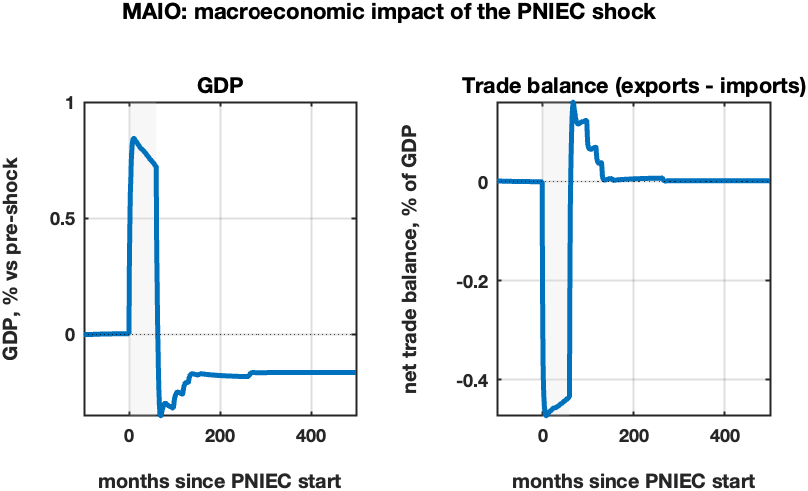 MAIO: macroeconomic impact of the PNIEC shock
GDP
GDP, % vs pre-shock
1
0.5
0
0
200
400
months since PNIEC start
Trade balance (exports - imports)
net trade balance, % of GDP
0
-0.2
-0.4
0
200
400
months since PNIEC start